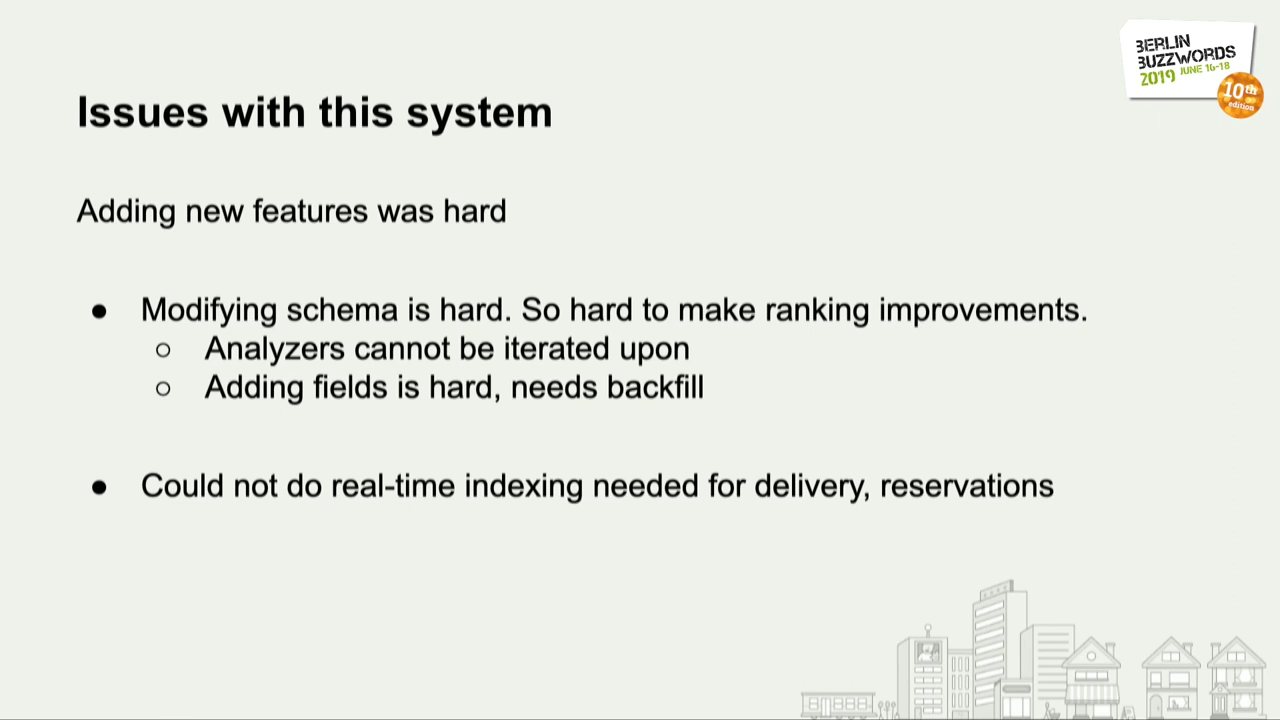 BERLIN
BUZZWORDS
2019 JUNE 16-18
10th
edition
Issues with this system
Adding new features was hard
● Modifying schema is hard. So hard to make ranking improvements.
○ Analyzers cannot be iterated upon
○ Adding fields is hard, needs backfill
● Could not do real-time indexing needed for delivery, reservations